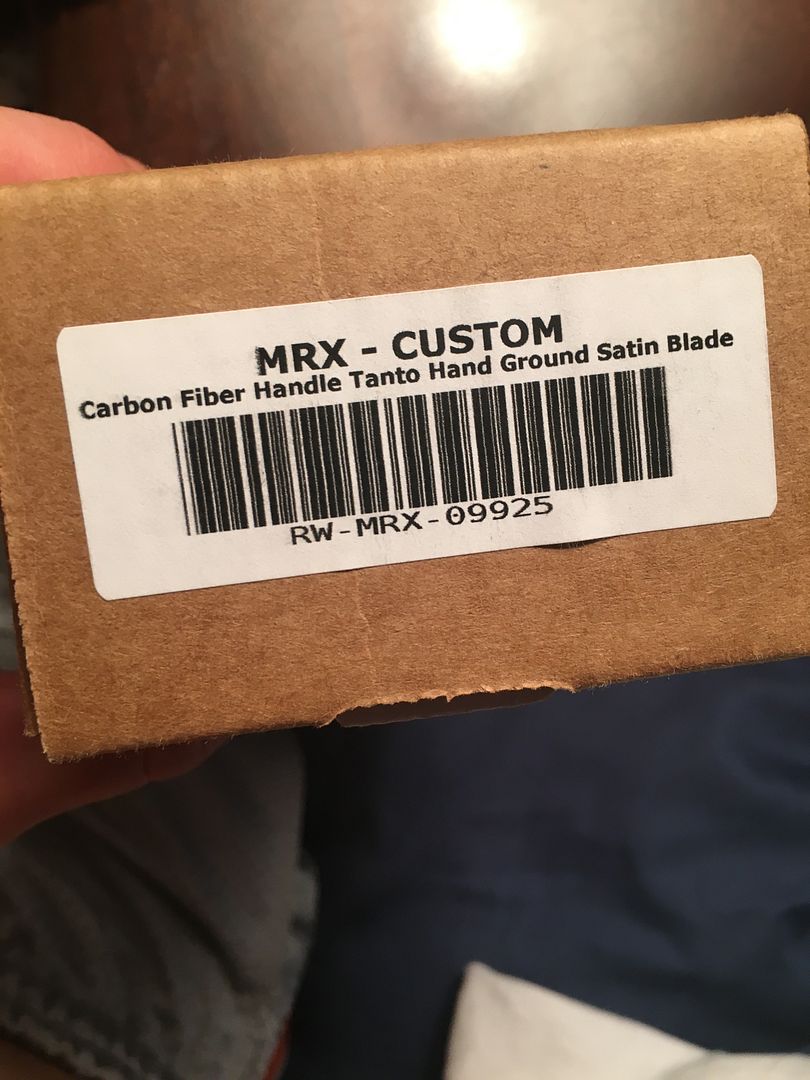 MRX - CUSTOM
Carbon Fiber Handle Tanto Hand Ground Satin Blade
RW-MRX-09925